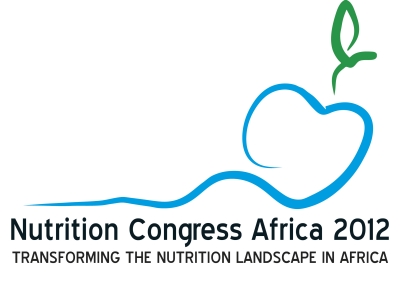 Nutrition Congress Africa 2012
TRANSFORMING THE NUTRITION LANDSCAPE IN AFRICA